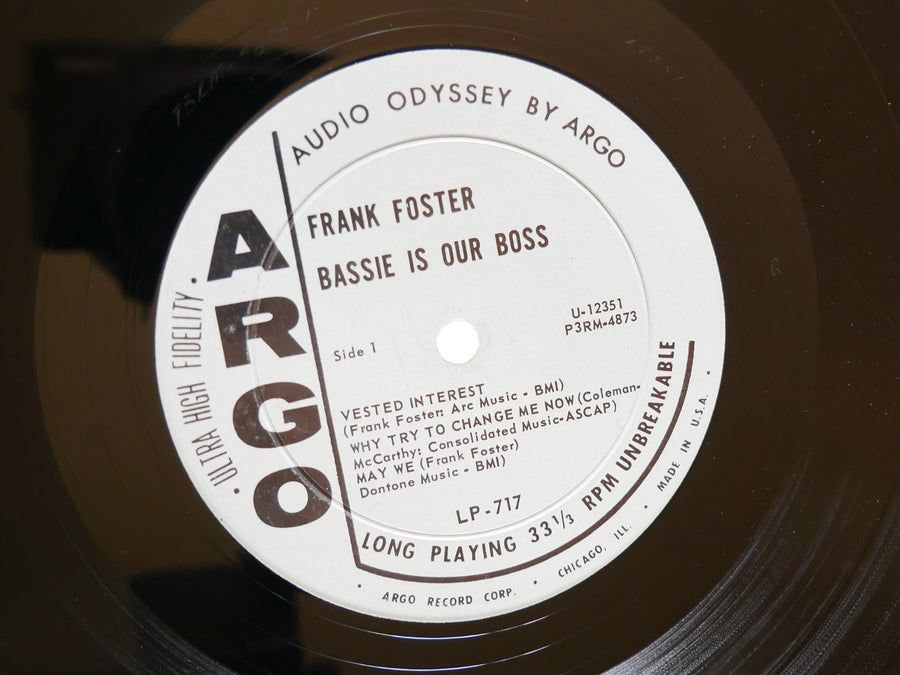 AUDIO ODYSSEY BY ARGO
ARGO
ULTRA HIGH FIDELITY
FRANK FOSTER
BASSIE IS OUR BOSS
U-12351
P3RM-4873
Side 1
VESTED INTEREST
(Frank Foster: Arc Music - BMI)
WHY TRY TO CHANGE ME NOW (Coleman-
McCarthy: Consolidated Music-ASCAP)
MAY WE (Frank Foster)
Dontone Music - BMI)
LP-717
LONG PLAYING 33 1/3 RPM UNBREAKABLE
• ARGO RECORD CORP. • CHICAGO, ILL. • MADE IN U.S.A. •